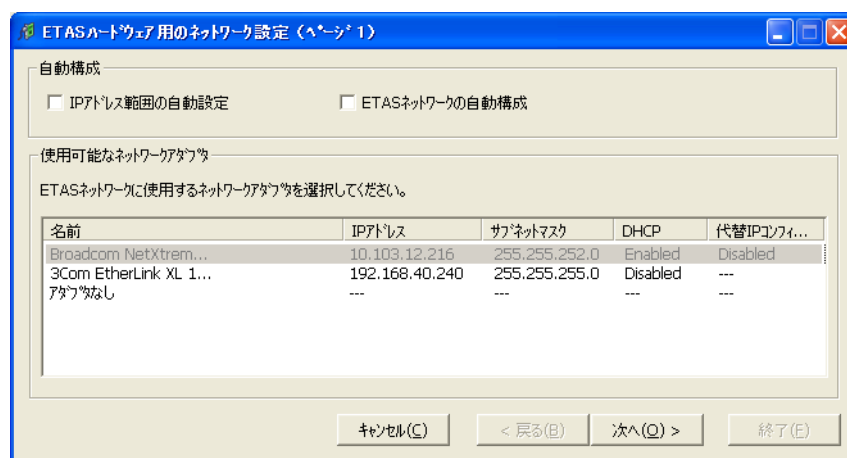 ETASﾊｰﾄﾞｳｪｱ用のﾈｯﾄﾜｰｸ設定 (ﾍﾟｰｼﾞ1)
自動構成
IPｱﾄﾞﾚｽ範囲の自動設定 ETASﾈｯﾄﾜｰｸの自動構成
使用可能なﾈｯﾄﾜｰｸｱﾀﾞﾌﾟﾀ
ETASﾈｯﾄﾜｰｸに使用するﾈｯﾄﾜｰｸｱﾀﾞﾌﾟﾀを選択してください。
名前 IPｱﾄﾞﾚｽ ｻﾌﾞﾈｯﾄﾏｽｸ DHCP 代替IPｺﾝﾌｨ...
Broadcom NetXtrem... 10.103.12.216 255.255.252.0 Enabled Disabled
3Com EtherLink XL 1... 192.168.40.240 255.255.255.0 Disabled ---
ｱﾀﾞﾌﾟﾀなし --- --- --- ---
ｷｬﾝｾﾙ(C) < 戻る(B) 次へ(O) > 終了(F)